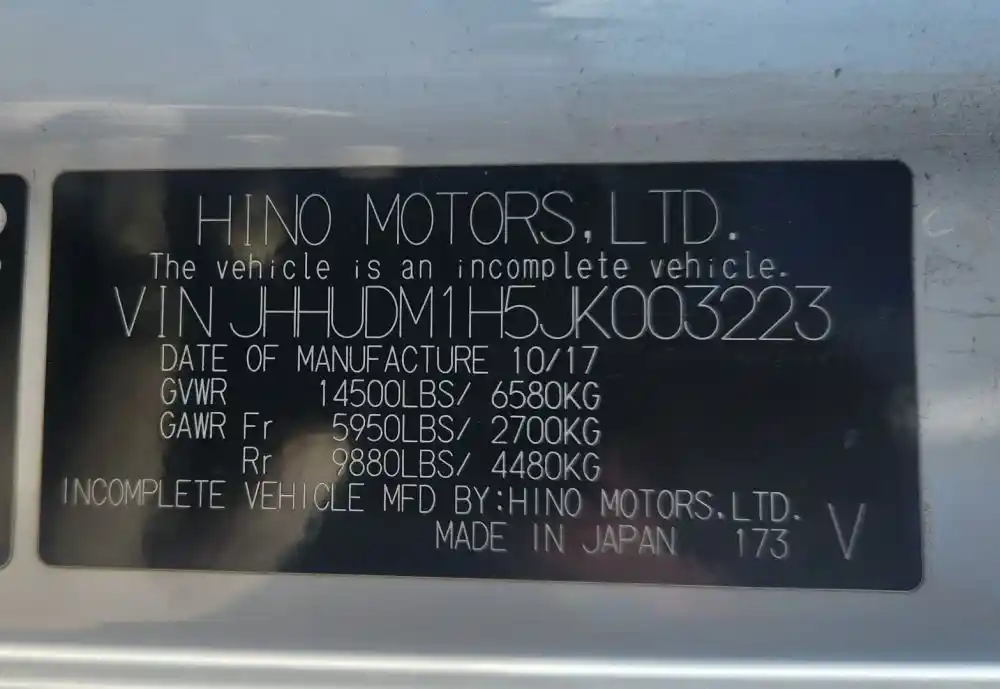 HINO MOTORS,LTD.
The vehicle is an incomplete vehicle.
VIN JHHUDM1H5JK003223
DATE OF MANUFACTURE 10/17
GVWR 14500LBS/ 6580KG
GAWR Fr 5950LBS/ 2700KG
Rr 9880LBS/ 4480KG
INCOMPLETE VEHICLE MFD BY:HINO MOTORS.LTD.
MADE IN JAPAN 173 V